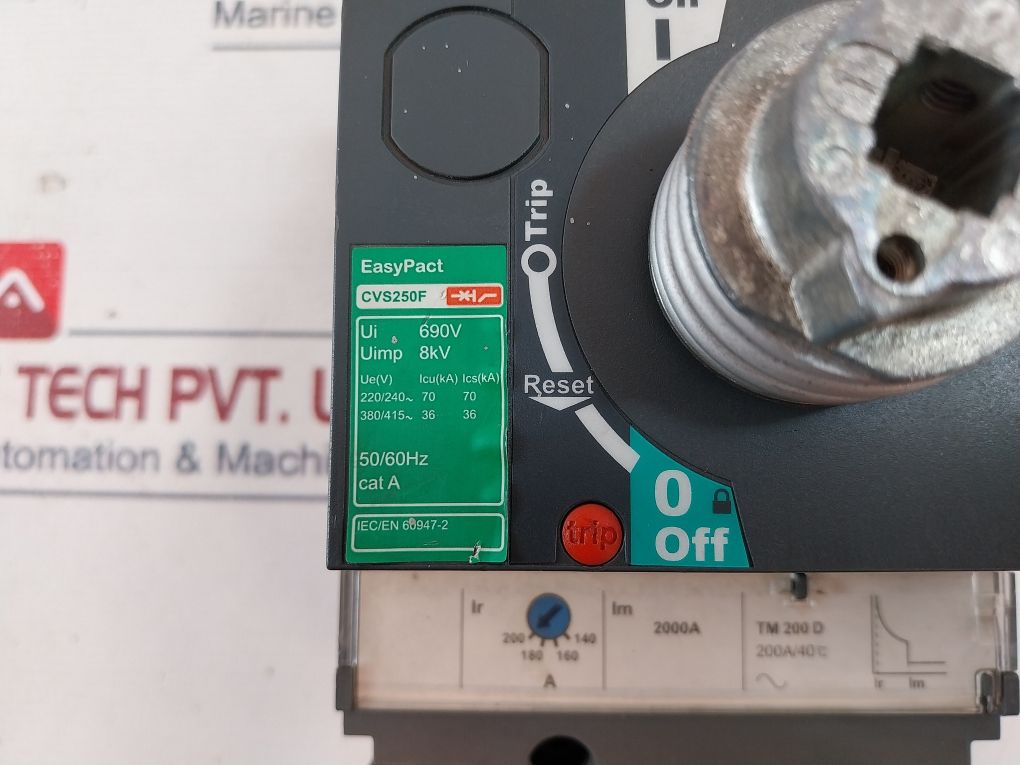 Marine
TECH PVT.
tomation & Machi
I
Trip
Reset
0
Off
trip
EasyPact
CVS250F
Ui 690V
Uimp 8kV
Ue(V) Icu(kA) Ics(kA)
220/240~ 70 70
380/415~ 36 36
50/60Hz
cat A
IEC/EN 60947-2
Ir
200 140
180 160
A
Im
2000A
TM 200 D
200A/40℃
Ir Im